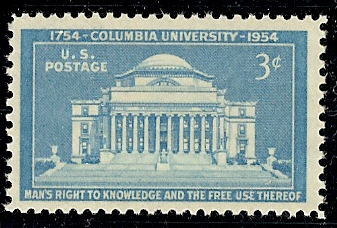 1754-COLUMBIA UNIVERSITY-1954
U.S.
POSTAGE
3¢
MAN'S RIGHT TO KNOWLEDGE AND THE FREE USE THEREOF